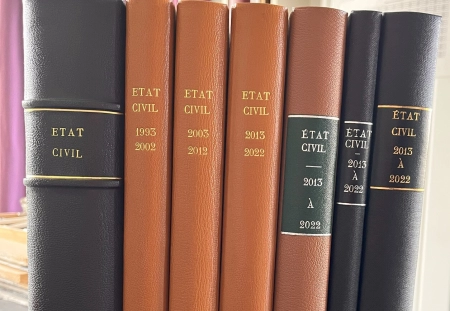 ETAT
CIVIL
ETAT
CIVIL
1993
2002
ETAT
CIVIL
2003
2012
ETAT
CIVIL
2013
2022
ÉTAT
CIVIL
—
2013
À
2022
ÉTAT
CIVIL
—
2013
À
2022
ÉTAT
CIVIL
—
2013
À
2022